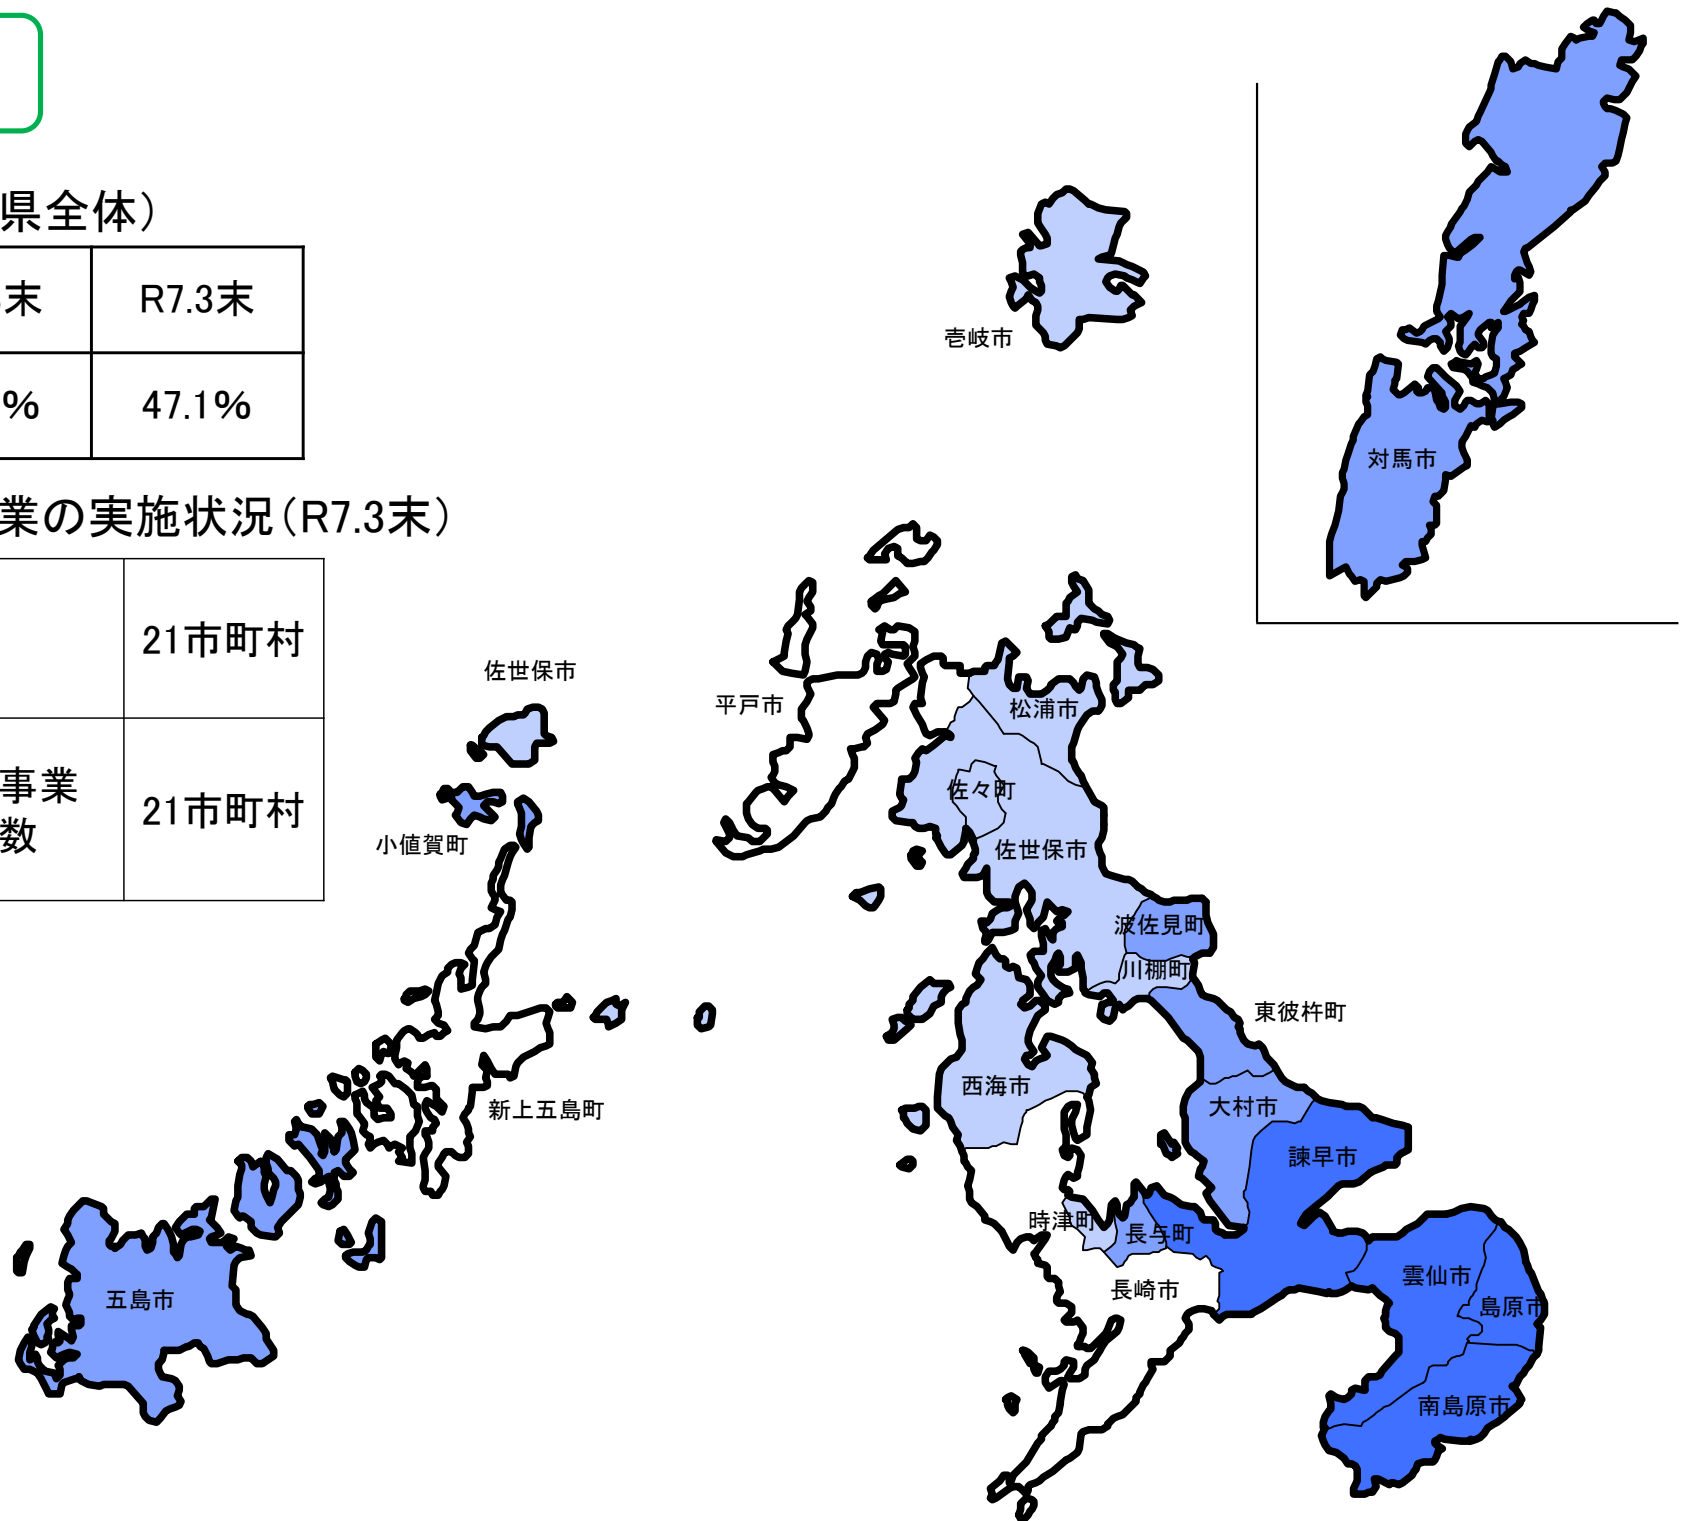 県全体）
末
R7.3末
%
47.1%
業の実施状況（R7.3末）
21市町村
事業
数
21市町村
対馬市
壱岐市
佐世保市
平戸市
松浦市
佐々町
小値賀町
佐世保市
波佐見町
川棚町
東彼杵町
西海市
大村市
新上五島町
諫早市
時津町
長与町
長崎市
雲仙市
島原市
五島市
南島原市